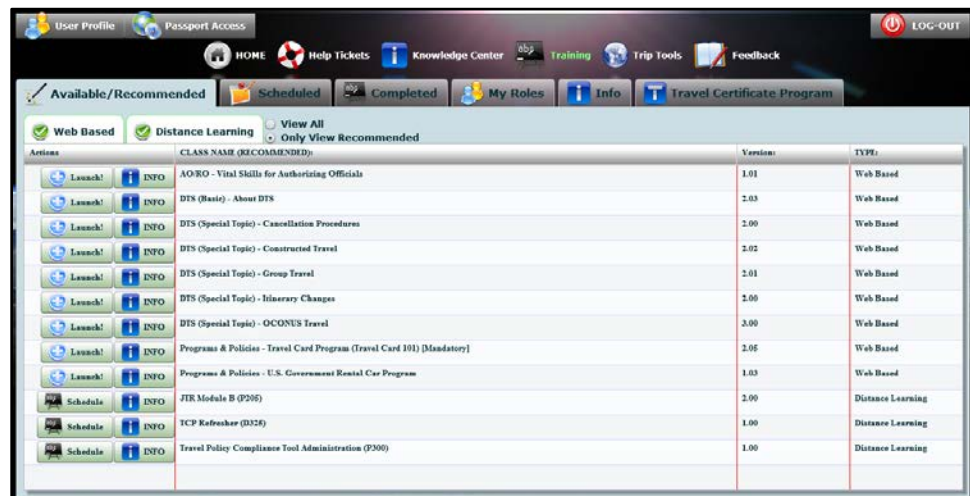 User Profile Passport Access LOG-OUT
HOME Help Tickets Knowledge Center Training Trip Tools Feedback
Available/Recommended Scheduled Completed My Roles Info Travel Certificate Program
Web Based Distance Learning View All
Only View Recommended
Actions CLASS NAME (RECOMMENDED): Version: TYPE:
Launch! INFO AO/RO - Vital Skills for Authorizing Officials 1.01 Web Based
Launch! INFO DTS (Basic) - About DTS 2.03 Web Based
Launch! INFO DTS (Special Topic) - Cancellation Procedures 2.00 Web Based
Launch! INFO DTS (Special Topic) - Constructed Travel 2.02 Web Based
Launch! INFO DTS (Special Topic) - Group Travel 2.01 Web Based
Launch! INFO DTS (Special Topic) - Itinerary Changes 2.00 Web Based
Launch! INFO DTS (Special Topic) - OCONUS Travel 3.00 Web Based
Launch! INFO Programs & Policies - Travel Card Program (Travel Card 101) [Mandatory] 2.05 Web Based
Launch! INFO Programs & Policies - U.S. Government Rental Car Program 1.03 Web Based
Schedule INFO JTR Module B (P205) 2.00 Distance Learning
Schedule INFO TCP Refresher (D325) 1.00 Distance Learning
Schedule INFO Travel Policy Compliance Tool Administration (P300) 1.00 Distance Learning